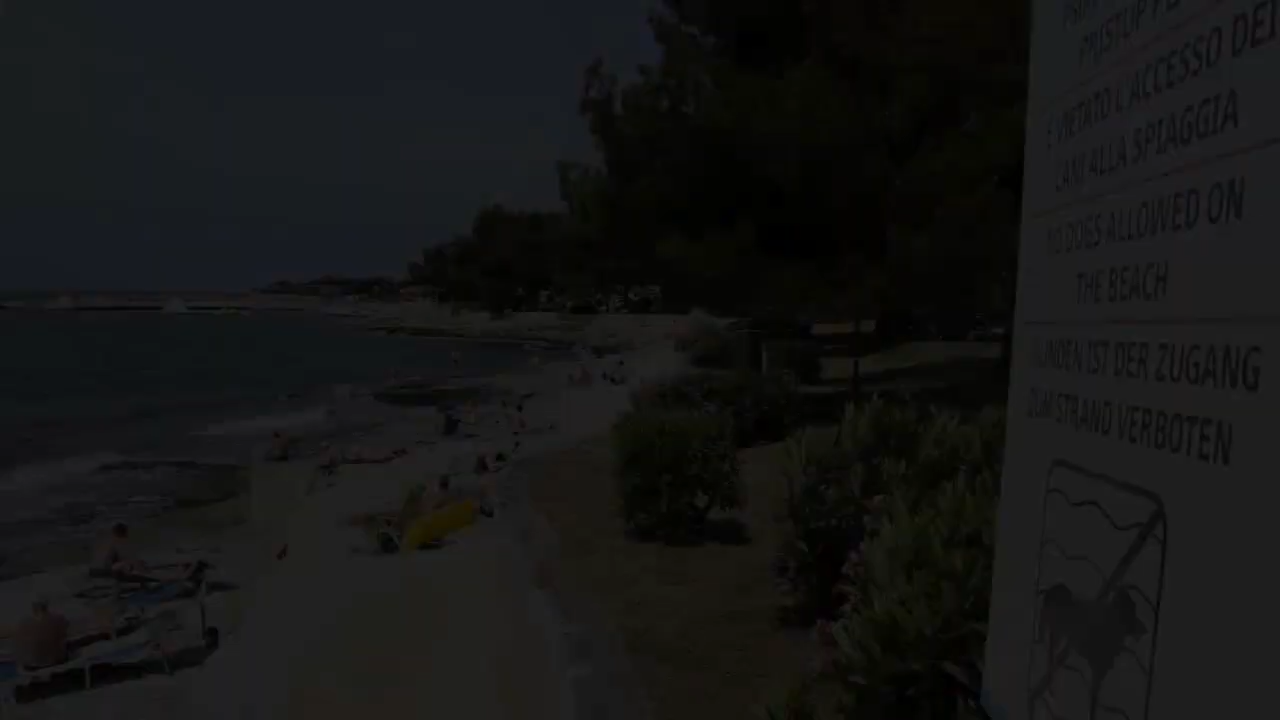 PRISTUP
È VIETATO L'ACCESSO DEI
CANI ALLA SPIAGGIA
NO DOGS ALLOWED ON
THE BEACH
HUNDEN IST DER ZUGANG
ZUM STRAND VERBOTEN